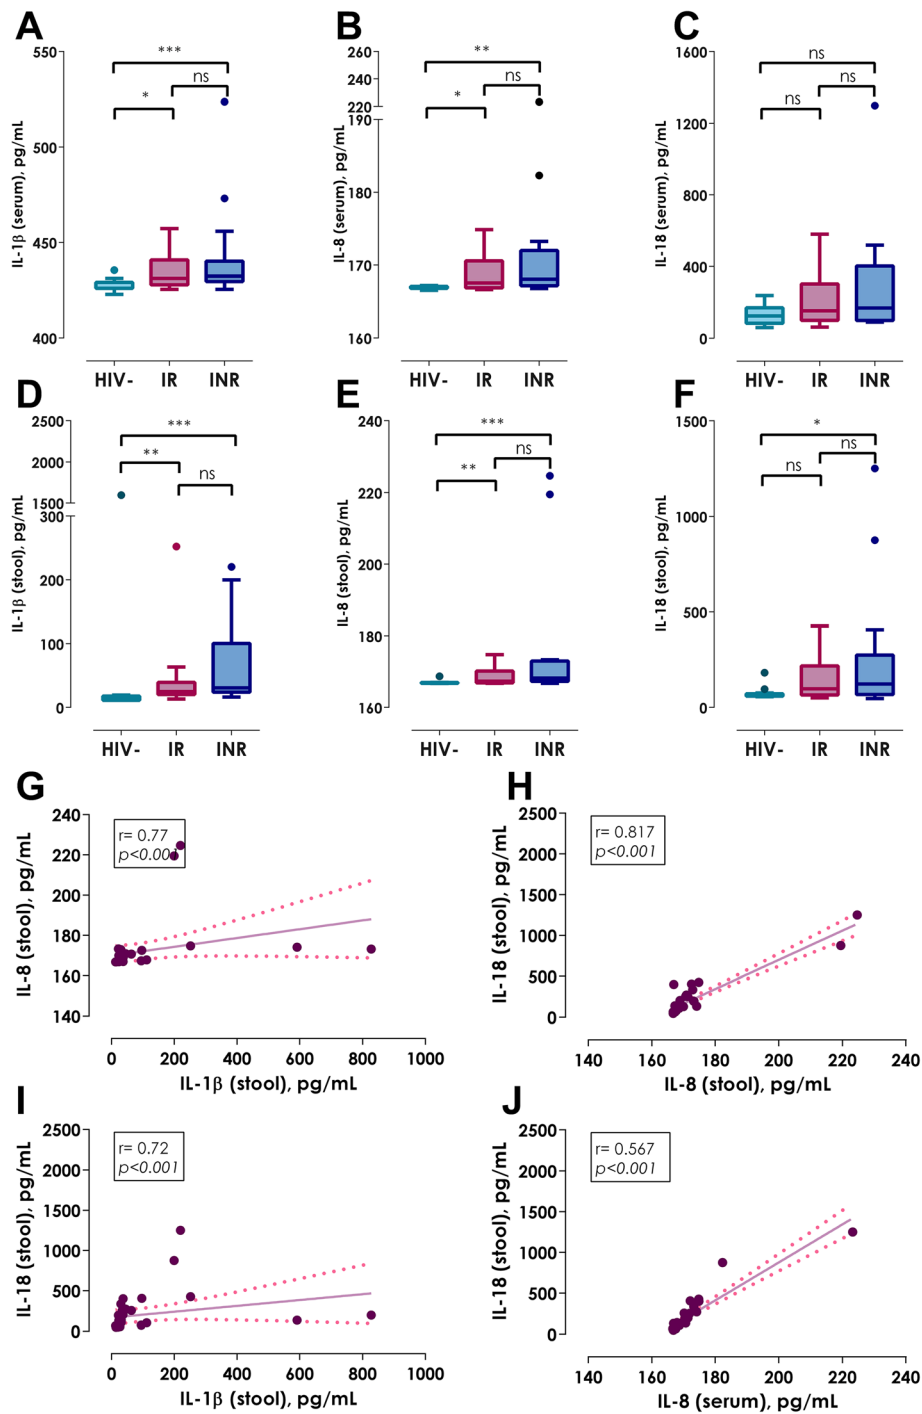 A
B
C
IL-1β (serum), pg/mL
550
500
450
400
***
*
ns
HIV- IR INR
IL-8 (serum), pg/mL
260
240
220
190
180
170
160
**
*
ns
HIV- IR INR
IL-18 (serum), pg/mL
1600
1200
800
400
0
ns
ns
ns
HIV- IR INR
D
E
F
IL-1β (stool), pg/mL
2500
2000
1500
300
200
100
0
***
**
ns
HIV- IR INR
IL-8 (stool), pg/mL
240
220
200
180
160
***
**
ns
HIV- IR INR
IL-18 (stool), pg/mL
1500
1000
500
0
*
ns
ns
HIV- IR INR
G
H
IL-8 (stool), pg/mL
240
220
200
180
160
140
r= 0.77
p<0.001
0 200 400 600 800 1000
IL-1β (stool), pg/mL
IL-18 (stool), pg/mL
2500
2000
1500
1000
500
0
r= 0.817
p<0.001
140 160 180 200 220 240
IL-8 (stool), pg/mL
I
J
IL-18 (stool), pg/mL
2500
2000
1500
1000
500
0
r= 0.72
p<0.001
0 200 400 600 800 1000
IL-1β (stool), pg/mL
IL-18 (stool), pg/mL
2500
2000
1500
1000
500
0
r= 0.567
p<0.001
140 160 180 200 220 240
IL-8 (serum), pg/mL